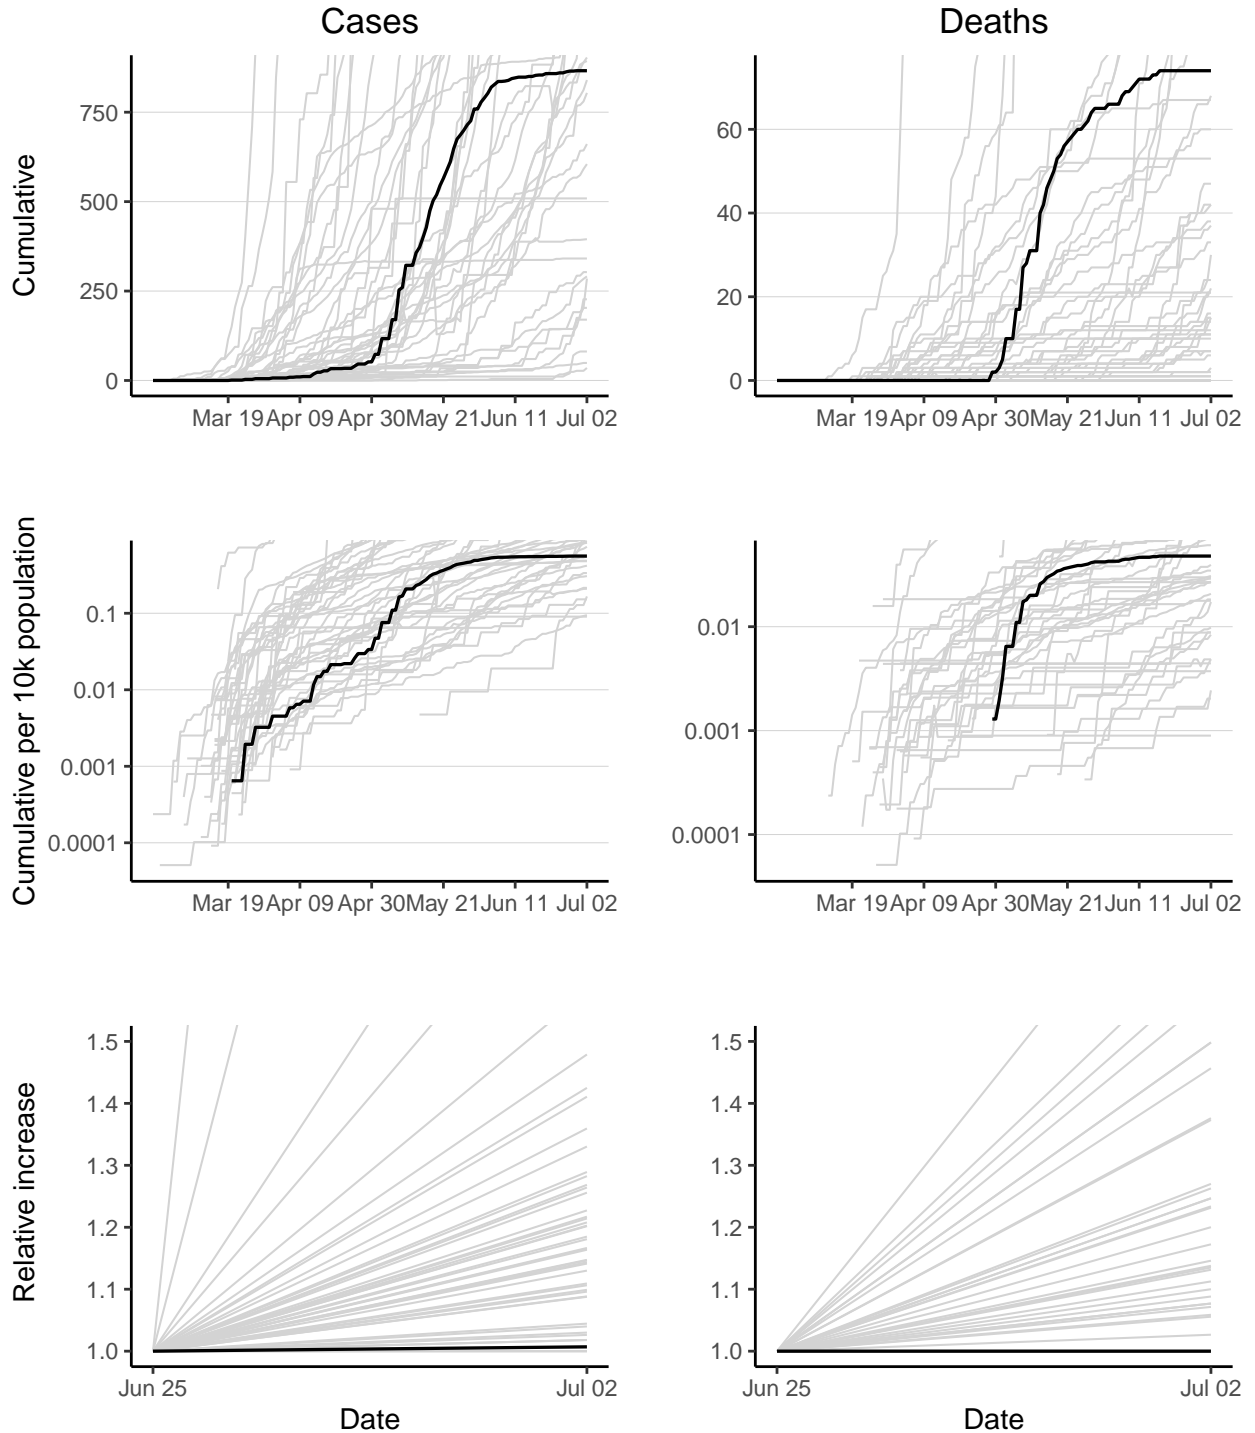 Cases
Deaths
Cumulative
750
500
250
0
Mar 19 Apr 09 Apr 30 May 21 Jun 11 Jul 02
60
40
20
0
Mar 19 Apr 09 Apr 30 May 21 Jun 11 Jul 02
Cumulative per 10k population
0.1
0.01
0.001
0.0001
Mar 19 Apr 09 Apr 30 May 21 Jun 11 Jul 02
0.01
0.001
0.0001
Mar 19 Apr 09 Apr 30 May 21 Jun 11 Jul 02
Relative increase
1.5
1.4
1.3
1.2
1.1
1.0
Jun 25 Jul 02
Date
1.5
1.4
1.3
1.2
1.1
1.0
Jun 25 Jul 02
Date